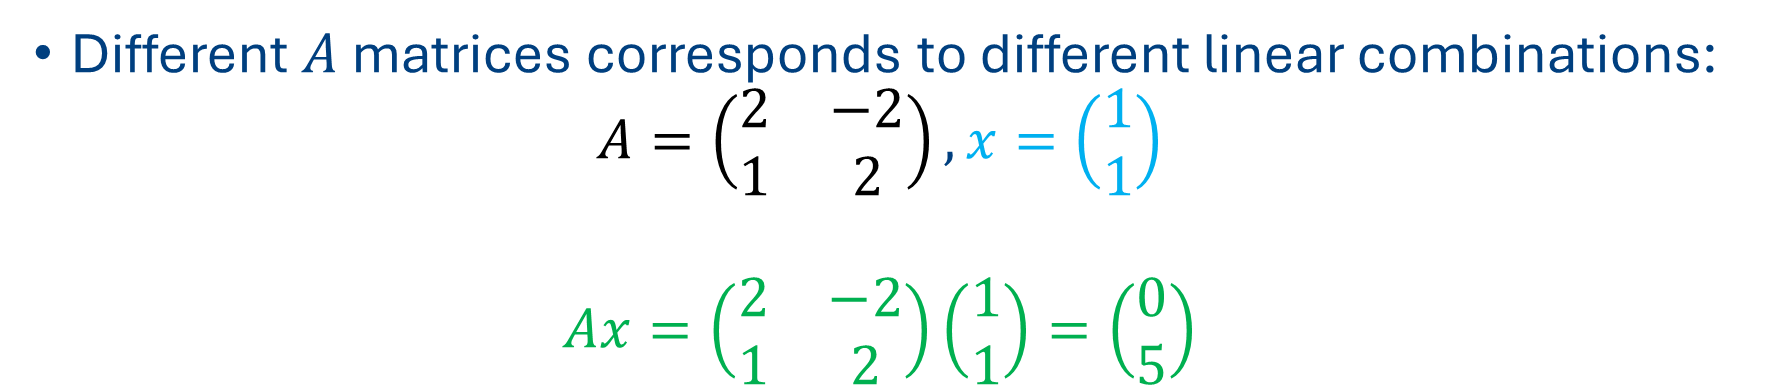 • Different A matrices corresponds to different linear combinations:
A = (2 −2
1 2), x = (1
1)
Ax = (2 −2
1 2)(1
1) = (0
5)